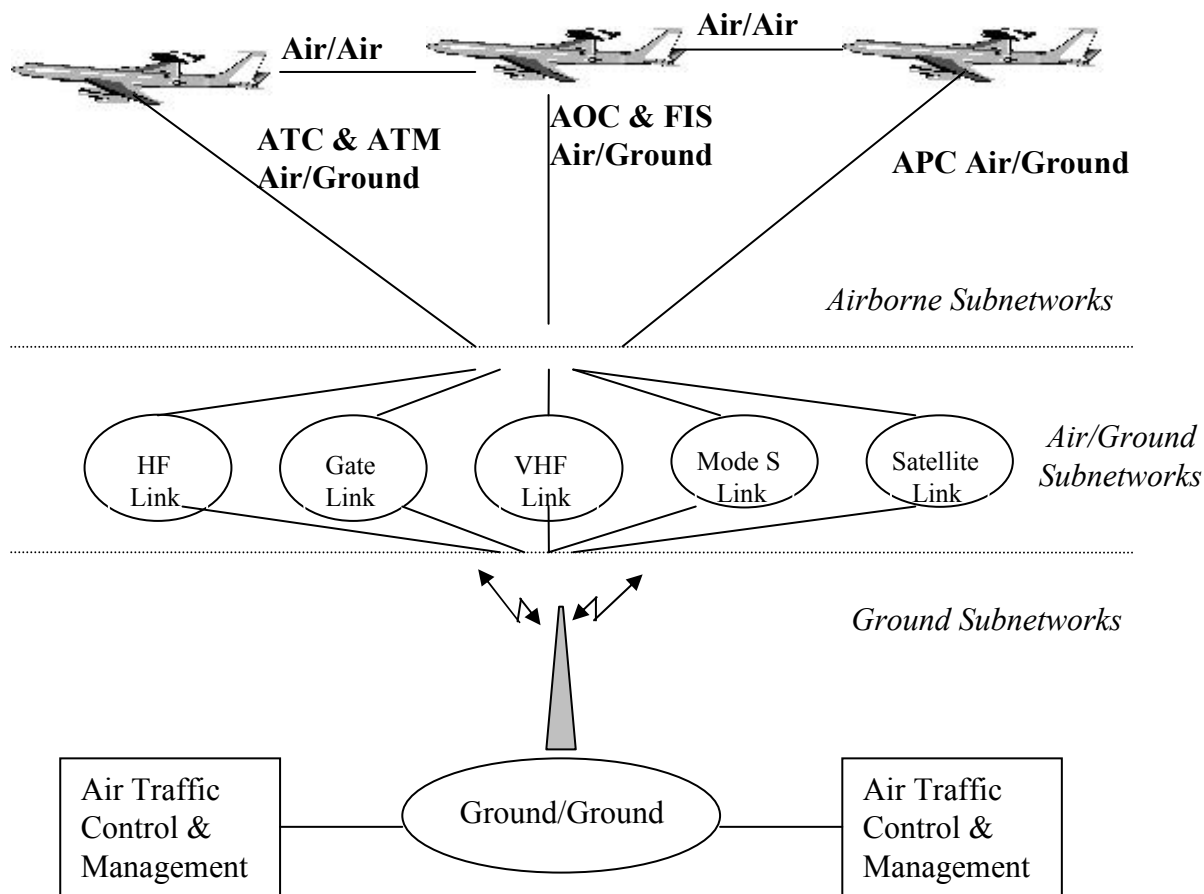 Air/Air
Air/Air
ATC & ATM
Air/Ground
AOC & FIS
Air/Ground
APC Air/Ground
Airborne Subnetworks
HF
Link
Gate
Link
VHF
Link
Mode S
Link
Satellite
Link
Air/Ground
Subnetworks
Ground Subnetworks
Air Traffic
Control &
Management
Ground/Ground
Air Traffic
Control &
Management